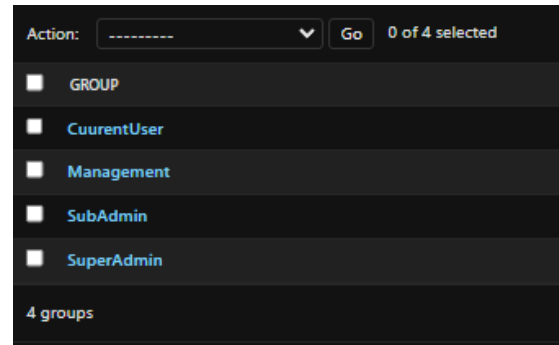 Action: --------- Go 0 of 4 selected
GROUP
CuurentUser
Management
SubAdmin
SuperAdmin
4 groups